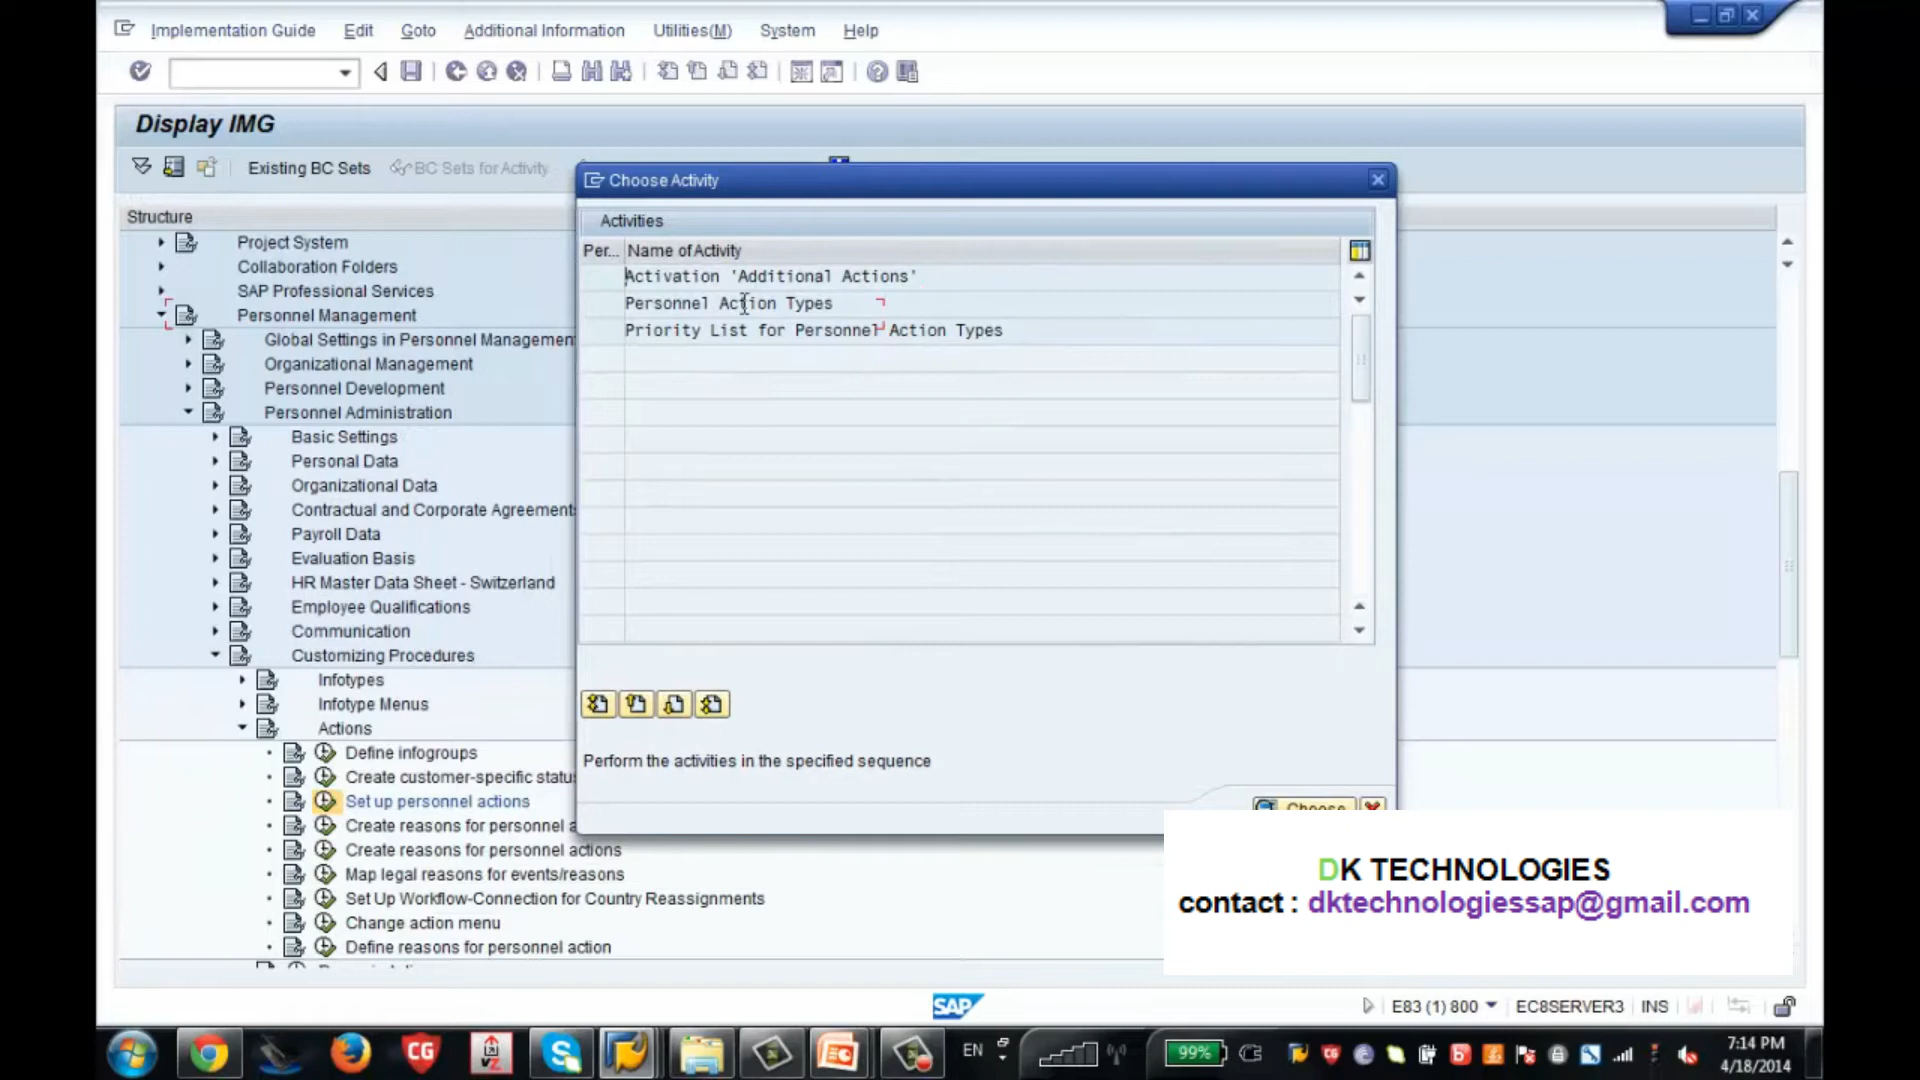 Implementation Guide Edit Goto Additional Information Utilities(M) System Help
Display IMG
Existing BC Sets BC Sets for Activity
Structure
Project System
Collaboration Folders
SAP Professional Services
Personnel Management
Global Settings in Personnel Managemen
Organizational Management
Personnel Development
Personnel Administration
Basic Settings
Personal Data
Organizational Data
Contractual and Corporate Agreement
Payroll Data
Evaluation Basis
HR Master Data Sheet - Switzerland
Employee Qualifications
Communication
Customizing Procedures
Infotypes
Infotype Menus
Actions
Define infogroups
Create customer-specific status
Set up personnel actions
Create reasons for personnel a
Create reasons for personnel actions
Map legal reasons for events/reasons
Set Up Workflow-Connection for Country Reassignments
Change action menu
Define reasons for personnel action
Choose Activity
Activities
Per... Name of Activity
Activation 'Additional Actions'
Personnel Action Types
Priority List for Personnel Action Types
Perform the activities in the specified sequence
Choose
DK TECHNOLOGIES
contact : dktechnologiessap@gmail.com
SAP
E83 (1) 800 EC8SERVER3 INS
CG
EN
99%
7:14 PM
4/18/2014